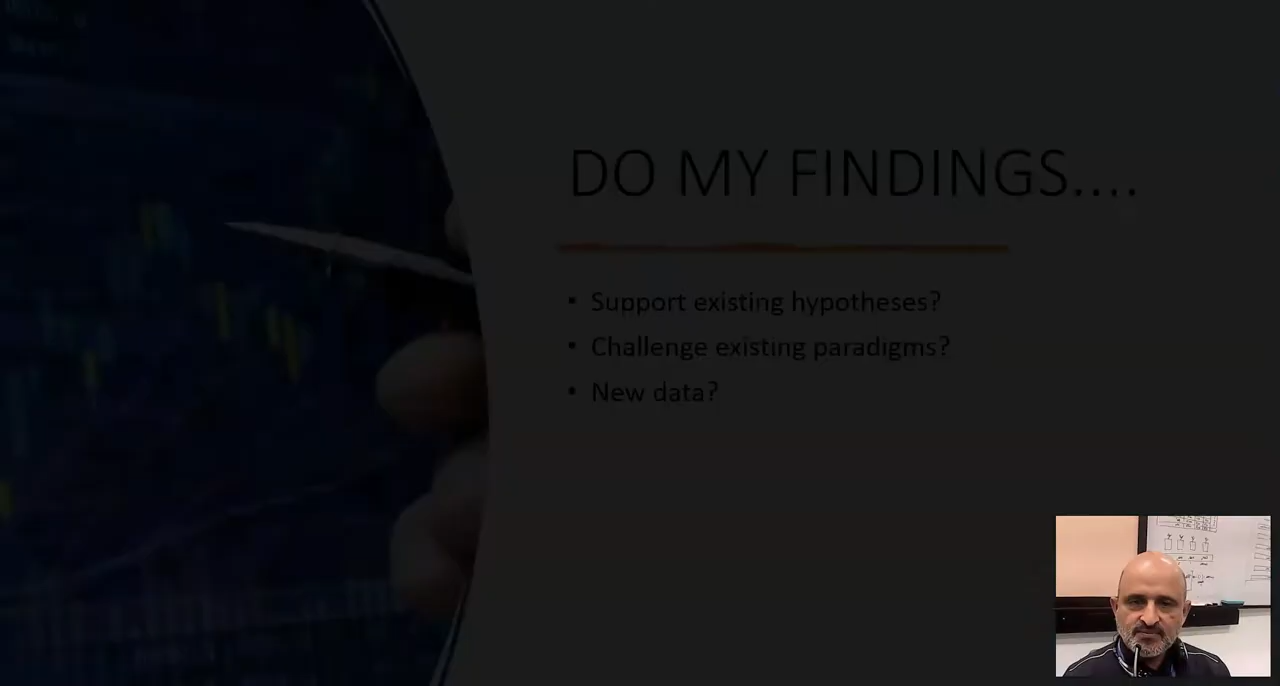 DO MY FINDINGS....
• Support existing hypotheses?
• Challenge existing paradigms?
• New data?